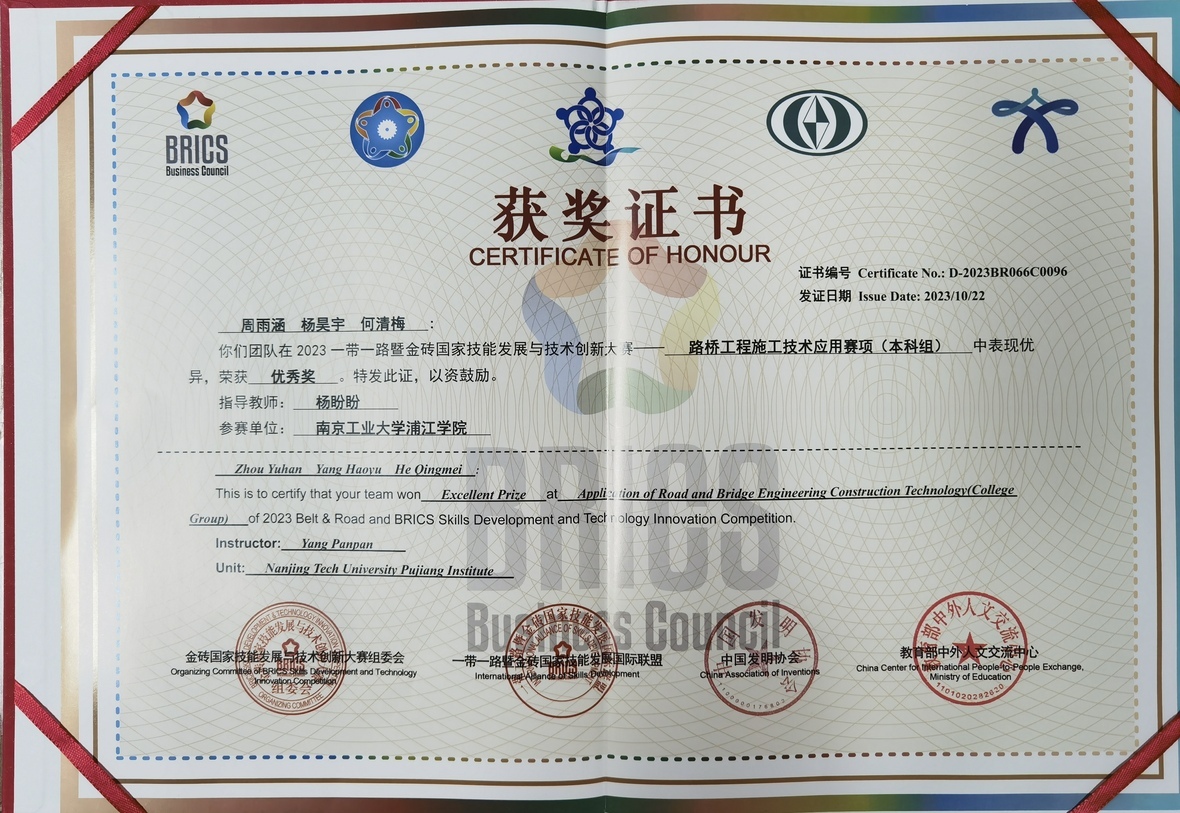 BRICS
Business Council
获奖证书
CERTIFICATE OF HONOUR
证书编号 Certificate No.: D-2023BR066C0096
发证日期 Issue Date: 2023/10/22
周雨涵 杨昊宇 何清梅 :
你们团队在 2023 一带一路暨金砖国家技能发展与技术创新大赛——路桥工程施工技术应用赛项（本科组）中表现优
异，荣获 优秀奖 。特发此证，以资鼓励。
指导教师： 杨盼盼
参赛单位： 南京工业大学浦江学院
Zhou Yuhan Yang Haoyu He Qingmei :
This is to certify that your team won Excellent Prize at Application of Road and Bridge Engineering Construction Technology(College
Group) of 2023 Belt & Road and BRICS Skills Development and Technology Innovation Competition.
Instructor: Yang Panpan
Unit: Nanjing Tech University Pujiang Institute
BRICS
Business Council
金砖国家技能发展与技术创新大赛组委会
Organizing Committee of BRICS Skills Development and Technology
Innovation Competition
一带一路暨金砖国家技能发展国际联盟
International Alliance of Skills Development
中国发明协会
China Association of Inventions
教育部中外人文交流中心
China Center for International People-to-People Exchange,
Ministry of Education